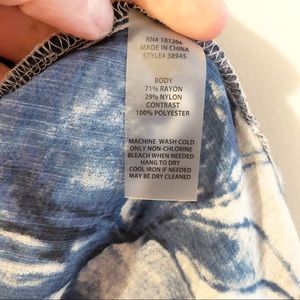 RN# 101206
MADE IN CHINA
STYLE# 38945
BODY
71% RAYON
29% NYLON
CONTRAST
100% POLYESTER
MACHINE WASH COLD
ONLY NON-CHLORINE
BLEACH WHEN NEEDED
HANG TO DRY
COOL IRON IF NEEDED
MAY BE DRY CLEANED